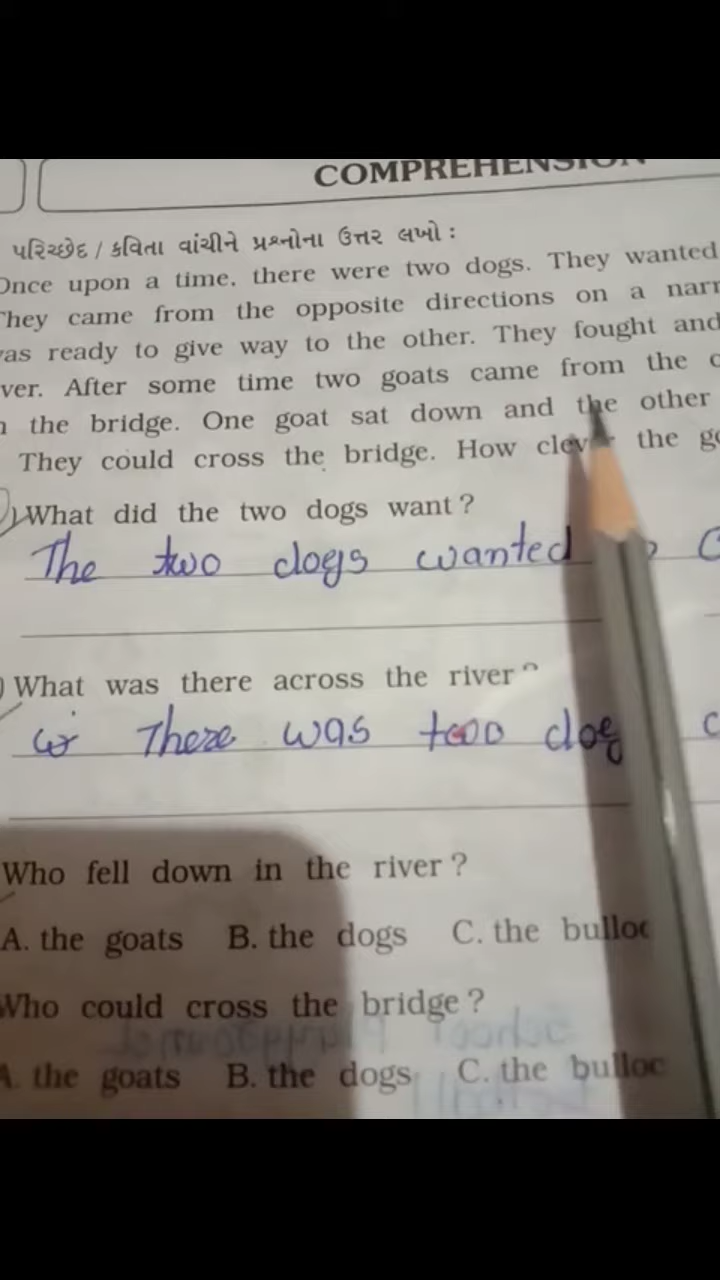 COMPREHENSION
પરિચ્છેદ / કવિતા વાંચીને પ્રશ્નોના ઉત્તર લખો :
Once upon a time, there were two dogs. They wanted
They came from the opposite directions on a narr
was ready to give way to the other. They fought and
ver. After some time two goats came from the
the bridge. One goat sat down and the other
They could cross the bridge. How clever the
What did the two dogs want ?
The two dogs wanted
What was there across the river
There was two dog
Who fell down in the river ?
A. the goats B. the dogs C. the bulloc
Who could cross the bridge ?
A. the goats B. the dogs C. the bulloc